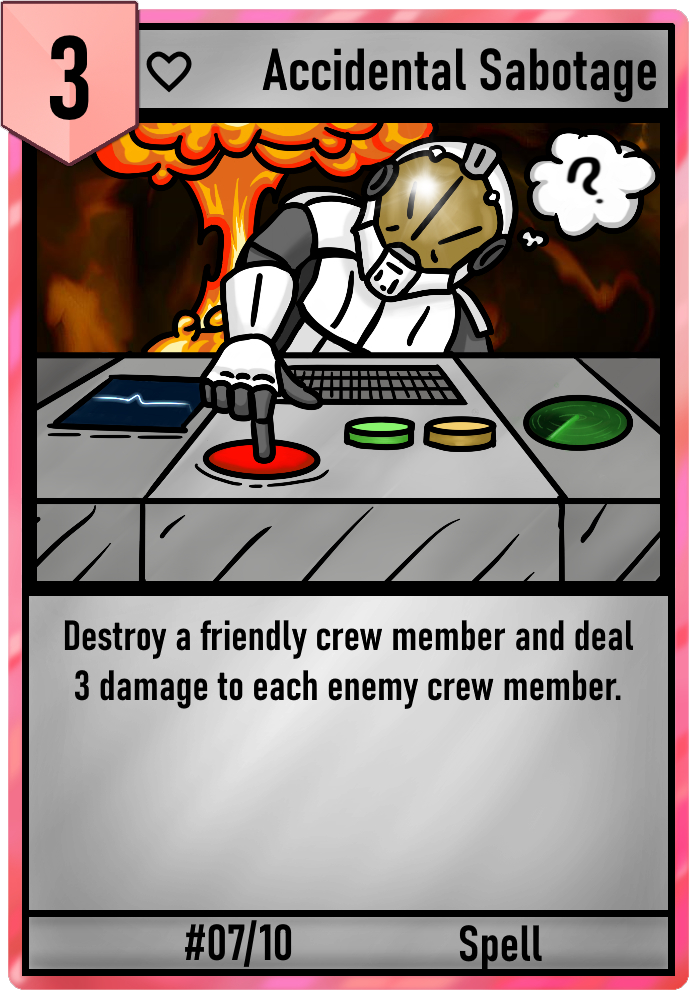 3
Accidental Sabotage
?
Destroy a friendly crew member and deal
3 damage to each enemy crew member.
#07/10
Spell